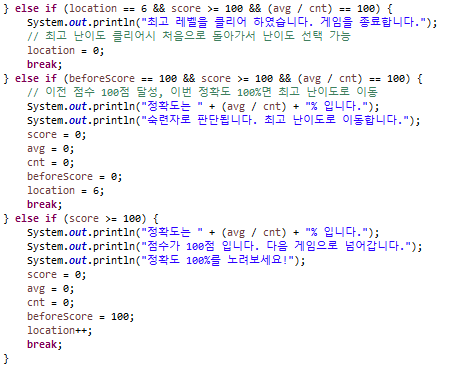 } else if (location == 6 && score >= 100 && (avg / cnt) == 100) {
    System.out.println("최고 레벨을 클리어 하였습니다. 게임을 종료합니다.");
    // 최고 난이도 클리어시 처음으로 돌아가서 난이도 선택 가능
    location = 0;
    break;
} else if (beforeScore == 100 && score >= 100 && (avg / cnt) == 100) {
    // 이전 점수 100점 달성, 이번 정확도 100%면 최고 난이도로 이동
    System.out.println("정확도는 " + (avg / cnt) + "% 입니다.");
    System.out.println("숙련자로 판단됩니다. 최고 난이도로 이동합니다.");
    score = 0;
    avg = 0;
    cnt = 0;
    beforeScore = 0;
    location = 6;
    break;
} else if (score >= 100) {
    System.out.println("정확도는 " + (avg / cnt) + "% 입니다.");
    System.out.println("점수가 100점 입니다. 다음 게임으로 넘어갑니다.");
    System.out.println("정확도 100%를 노려보세요!");
    score = 0;
    avg = 0;
    cnt = 0;
    beforeScore = 100;
    location++;
    break;
}